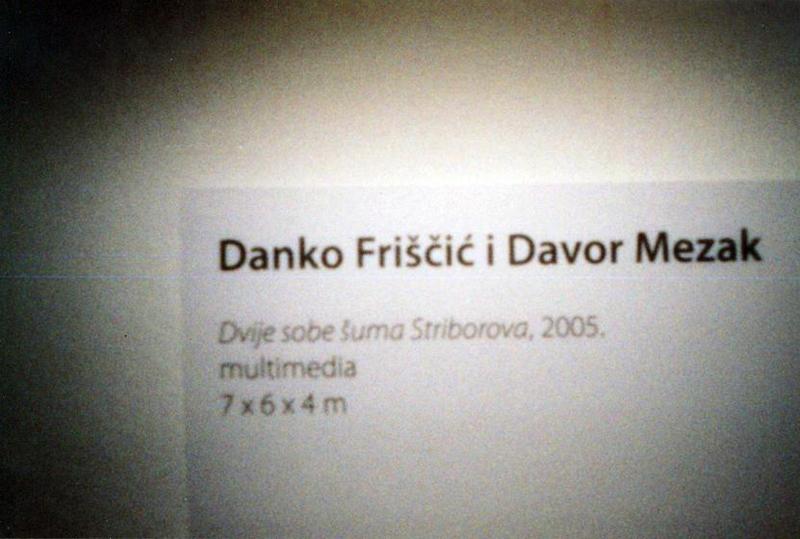 Danko Friščić i Davor Mezak
Dvije sobe šuma Striborova, 2005.
multimedia
7 x 6 x 4 m